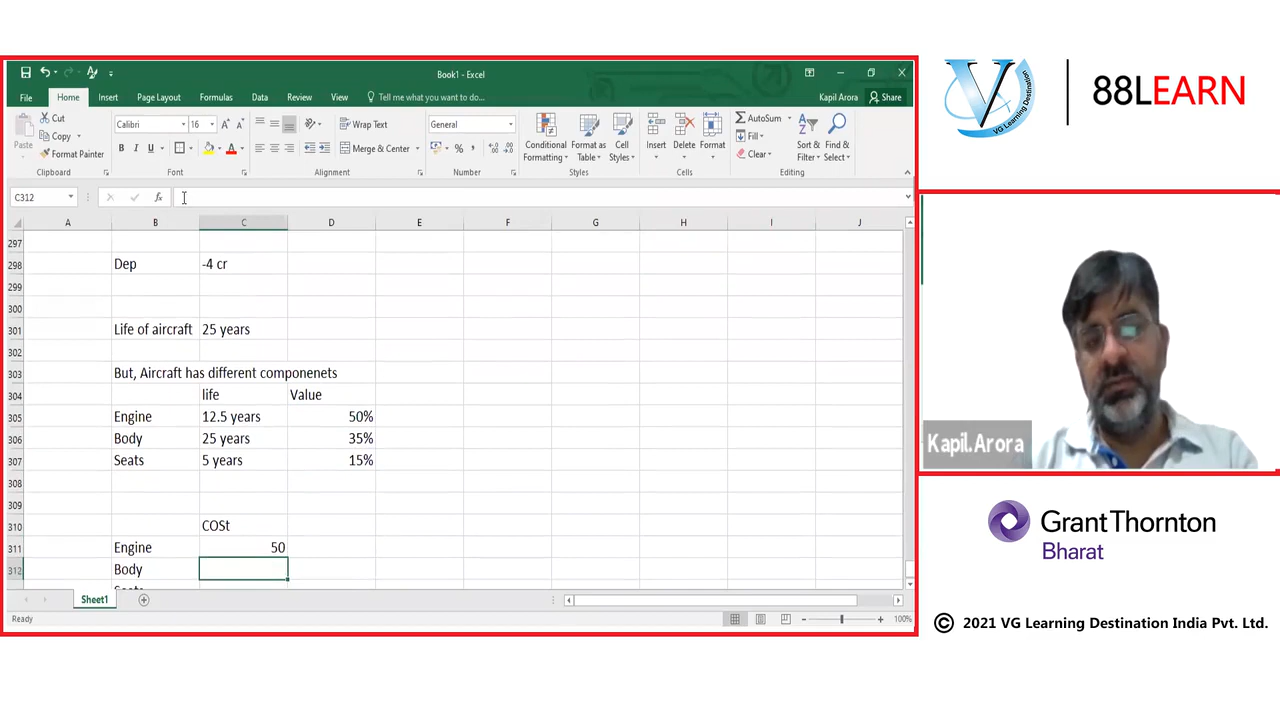 Book1 - Excel
File Home Insert Page Layout Formulas Data Review View Tell me what you want to do... Kapil Arora Share
Paste Cut Copy Format Painter Clipboard
Calibri 16 A A B I U A Font
Wrap Text Merge & Center Alignment
General % , Number
Conditional Formatting Format as Table Cell Styles Styles
Insert Delete Format Cells
AutoSum Fill Clear Sort & Filter Find & Select Editing
C312 fx
A B C D E F G H I J
297
298 Dep -4 cr
299
300
301 Life of aircraft 25 years
302
303 But, Aircraft has different componenets
304 life Value
305 Engine 12.5 years 50%
306 Body 25 years 35%
307 Seats 5 years 15%
308
309
310 COSt
311 Engine 50
312 Body
Sheet1
Ready 100%
VG Learning Destination
88LEARN
Kapil.Arora
Grant Thornton
Bharat
© 2021 VG Learning Destination India Pvt. Ltd.